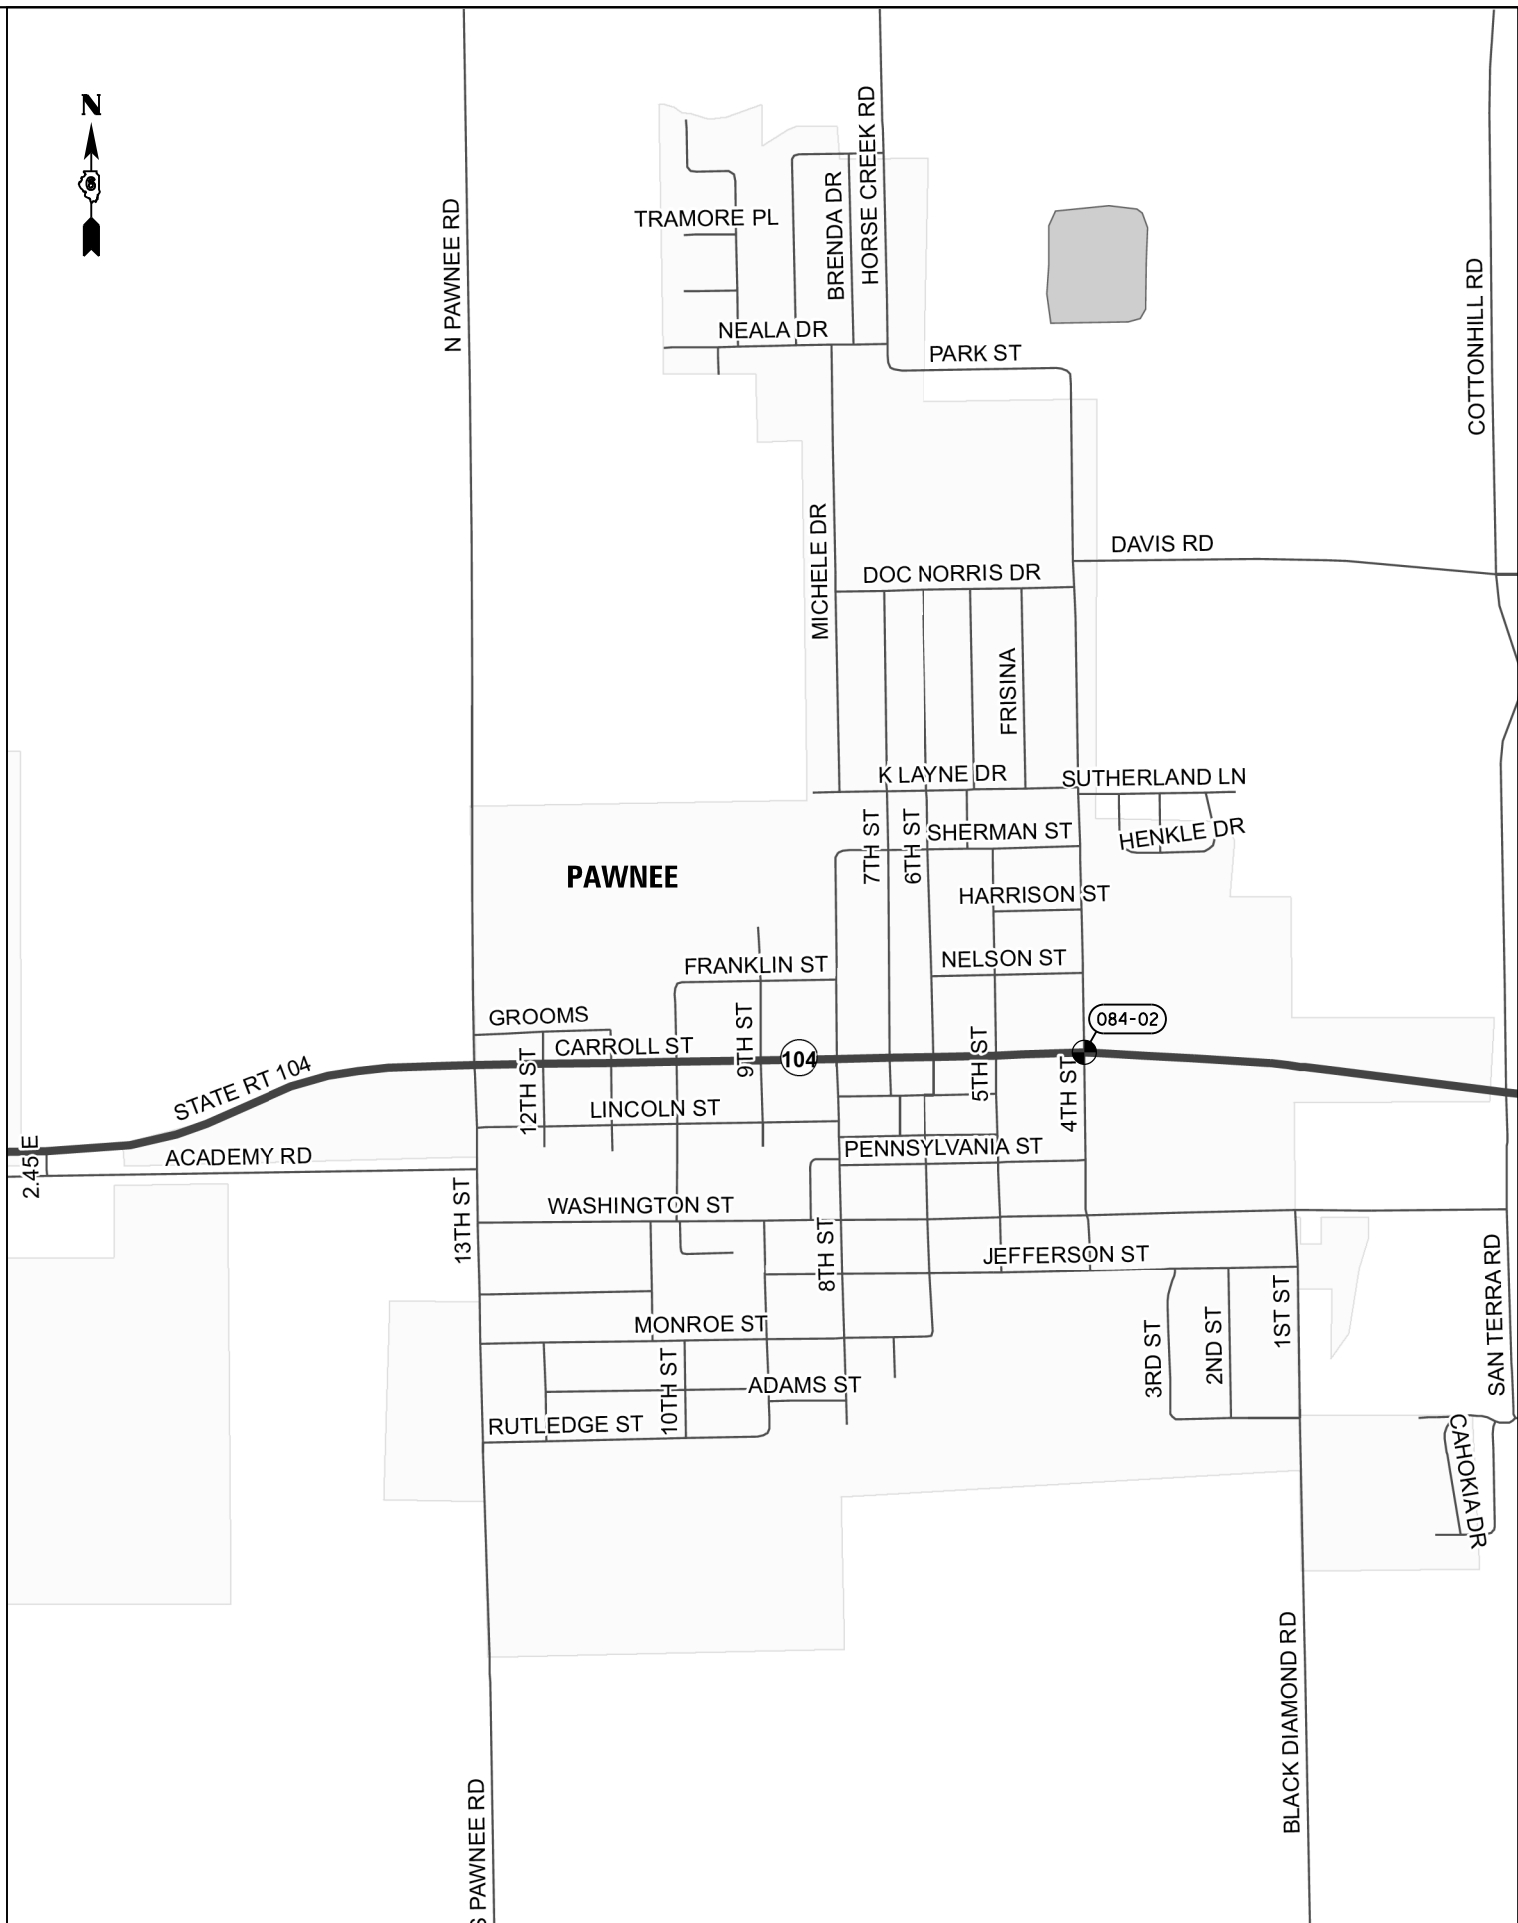 N
6
HORSE CREEK RD
BRENDA DR
TRAMORE PL
N PAWNEE RD
COTTONHILL RD
NEALA DR
PARK ST
MICHELE DR
DAVIS RD
DOC NORRIS DR
FRISINA
K LAYNE DR
SUTHERLAND LN
7TH ST
6TH ST
SHERMAN ST
HENKLE DR
PAWNEE
HARRISON ST
FRANKLIN ST
NELSON ST
GROOMS
9TH ST
084-02
CARROLL ST
104
5TH ST
4TH ST
STATE RT 104
12TH ST
LINCOLN ST
2.45 E
ACADEMY RD
PENNSYLVANIA ST
13TH ST
WASHINGTON ST
8TH ST
JEFFERSON ST
SAN TERRA RD
1ST ST
2ND ST
3RD ST
MONROE ST
10TH ST
ADAMS ST
RUTLEDGE ST
CAHOKIA DR
BLACK DIAMOND RD
S PAWNEE RD